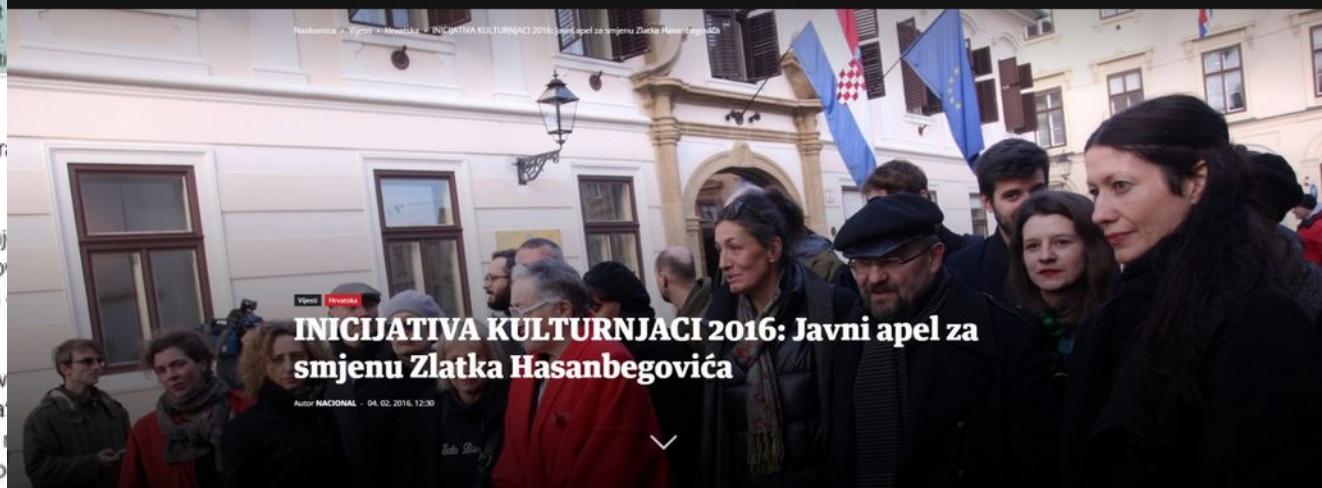 Naslovnica • Vijesti • Hrvatska • INICIJATIVA KULTURNJACI 2016: Javni apel za smjenu Zlatka Hasanbegovića
Vijesti Hrvatska
INICIJATIVA KULTURNJACI 2016: Javni apel za
smjenu Zlatka Hasanbegovića
Autor NACIONAL - 04. 02. 2016. 12:30